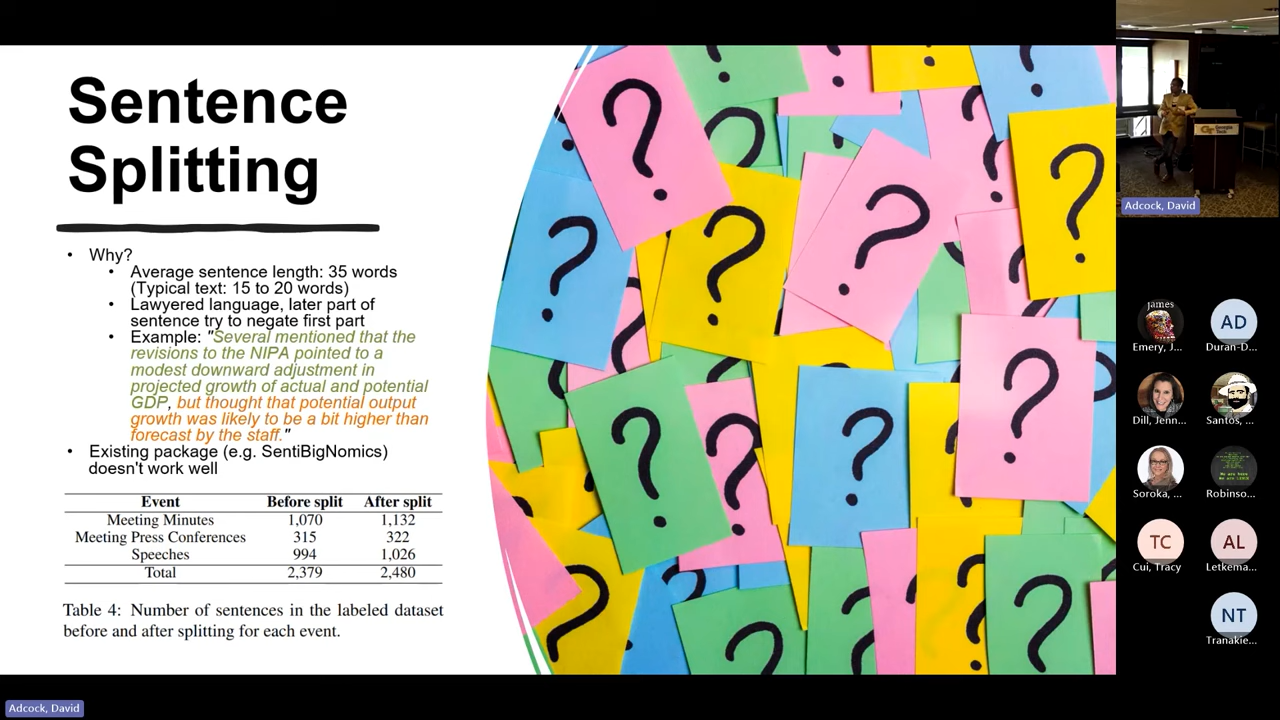 Sentence
Splitting
• Why?
• Average sentence length: 35 words
(Typical text: 15 to 20 words)
• Lawyered language, later part of
sentence try to negate first part
• Example: "Several mentioned that the
revisions to the NIPA pointed to a
modest downward adjustment in
projected growth of actual and potential
GDP, but thought that potential output
growth was likely to be a bit higher than
forecast by the staff."
• Existing package (e.g. SentiBigNomics)
doesn't work well
Event Before split After split
Meeting Minutes 1,070 1,132
Meeting Press Conferences 315 322
Speeches 994 1,026
Total 2,379 2,480
Table 4: Number of sentences in the labeled dataset
before and after splitting for each event.
Georgia
Tech
Adcock, David
James
AD
Emery, J...
Duran-D...
Dill, Jenn...
Santos, ...
Soroka, ...
Robinso...
TC
AL
Cui, Tracy
Letkema...
NT
Tranakie...
Adcock, David